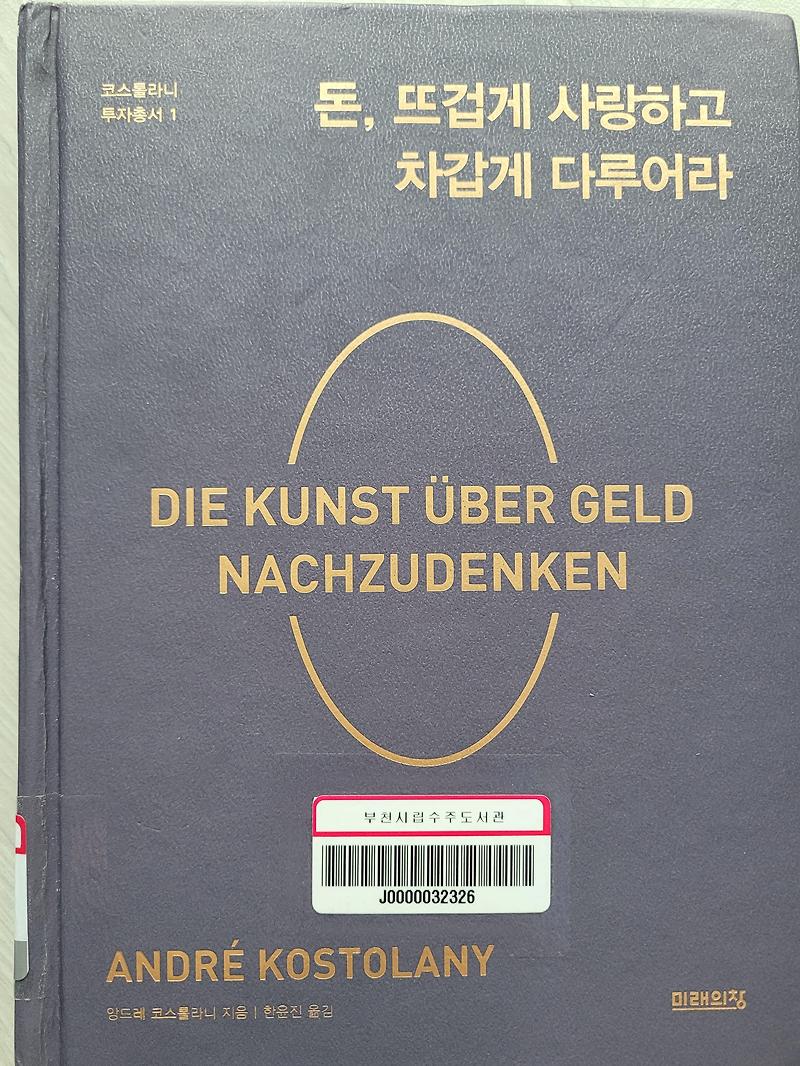 코스톨라니
투자총서 1
돈, 뜨겁게 사랑하고
차갑게 다루어라
DIE KUNST ÜBER GELD
NACHZUDENKEN
부천시립수주도서관
J0000032326
ANDRÉ KOSTOLANY
앙드레 코스톨라니 지음 | 한윤진 옮김
미래의창